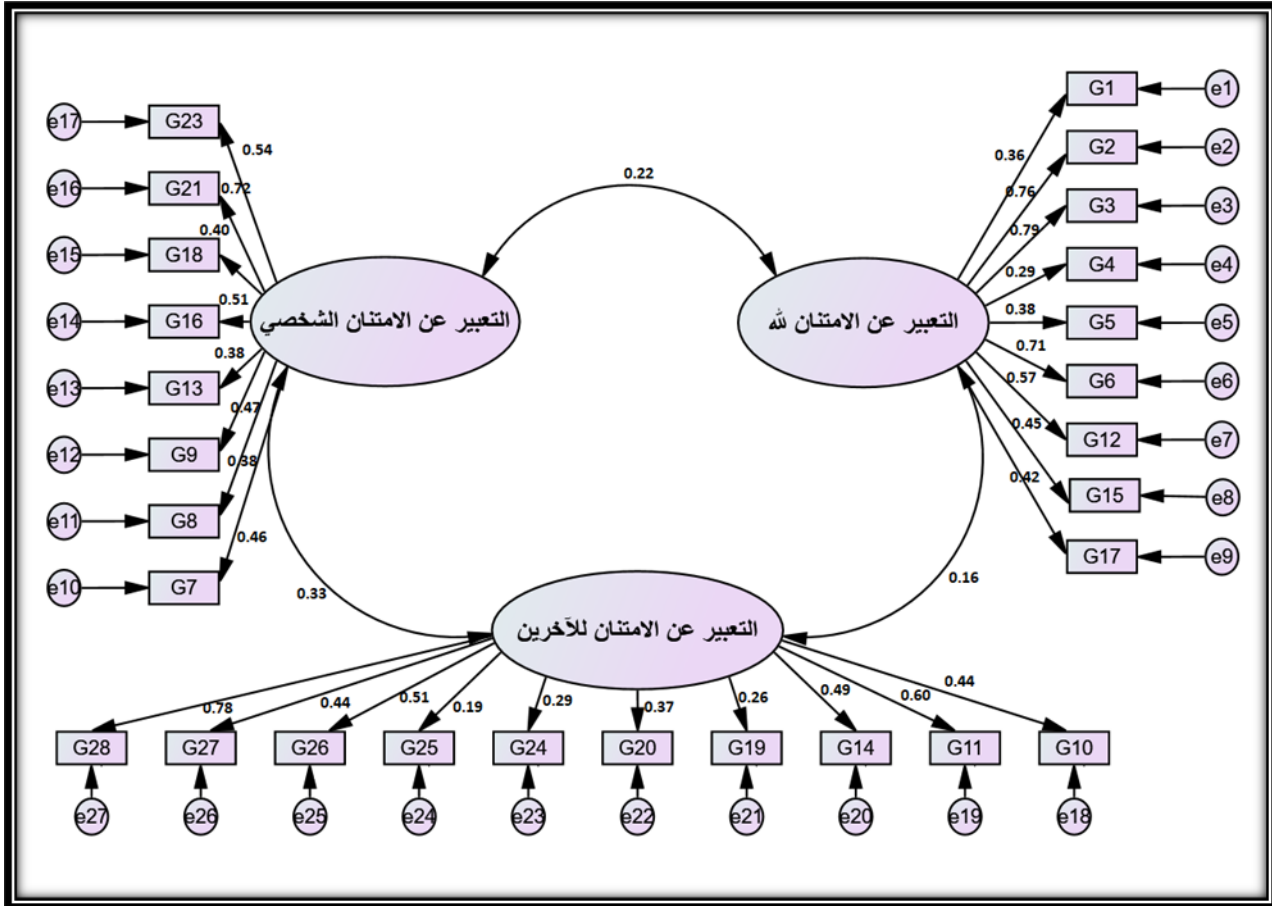 e17 G23 0.54
e16 G21 0.72
e15 G18 0.40
e14 G16 0.51
e13 G13 0.38
e12 G9 0.47
e11 G8 0.38
e10 G7 0.46
التعبير عن الامتنان الشخصي
0.22
التعبير عن الامتنان لله
0.36 G1 e1
0.76 G2 e2
0.79 G3 e3
0.29 G4 e4
0.38 G5 e5
0.71 G6 e6
0.57 G12 e7
0.45 G15 e8
0.42 G17 e9
0.33
0.16
التعبير عن الامتنان للآخرين
0.78 0.44 0.51 0.19 0.29 0.37 0.26 0.49 0.60 0.44
G28 G27 G26 G25 G24 G20 G19 G14 G11 G10
e27 e26 e25 e24 e23 e22 e21 e20 e19 e18